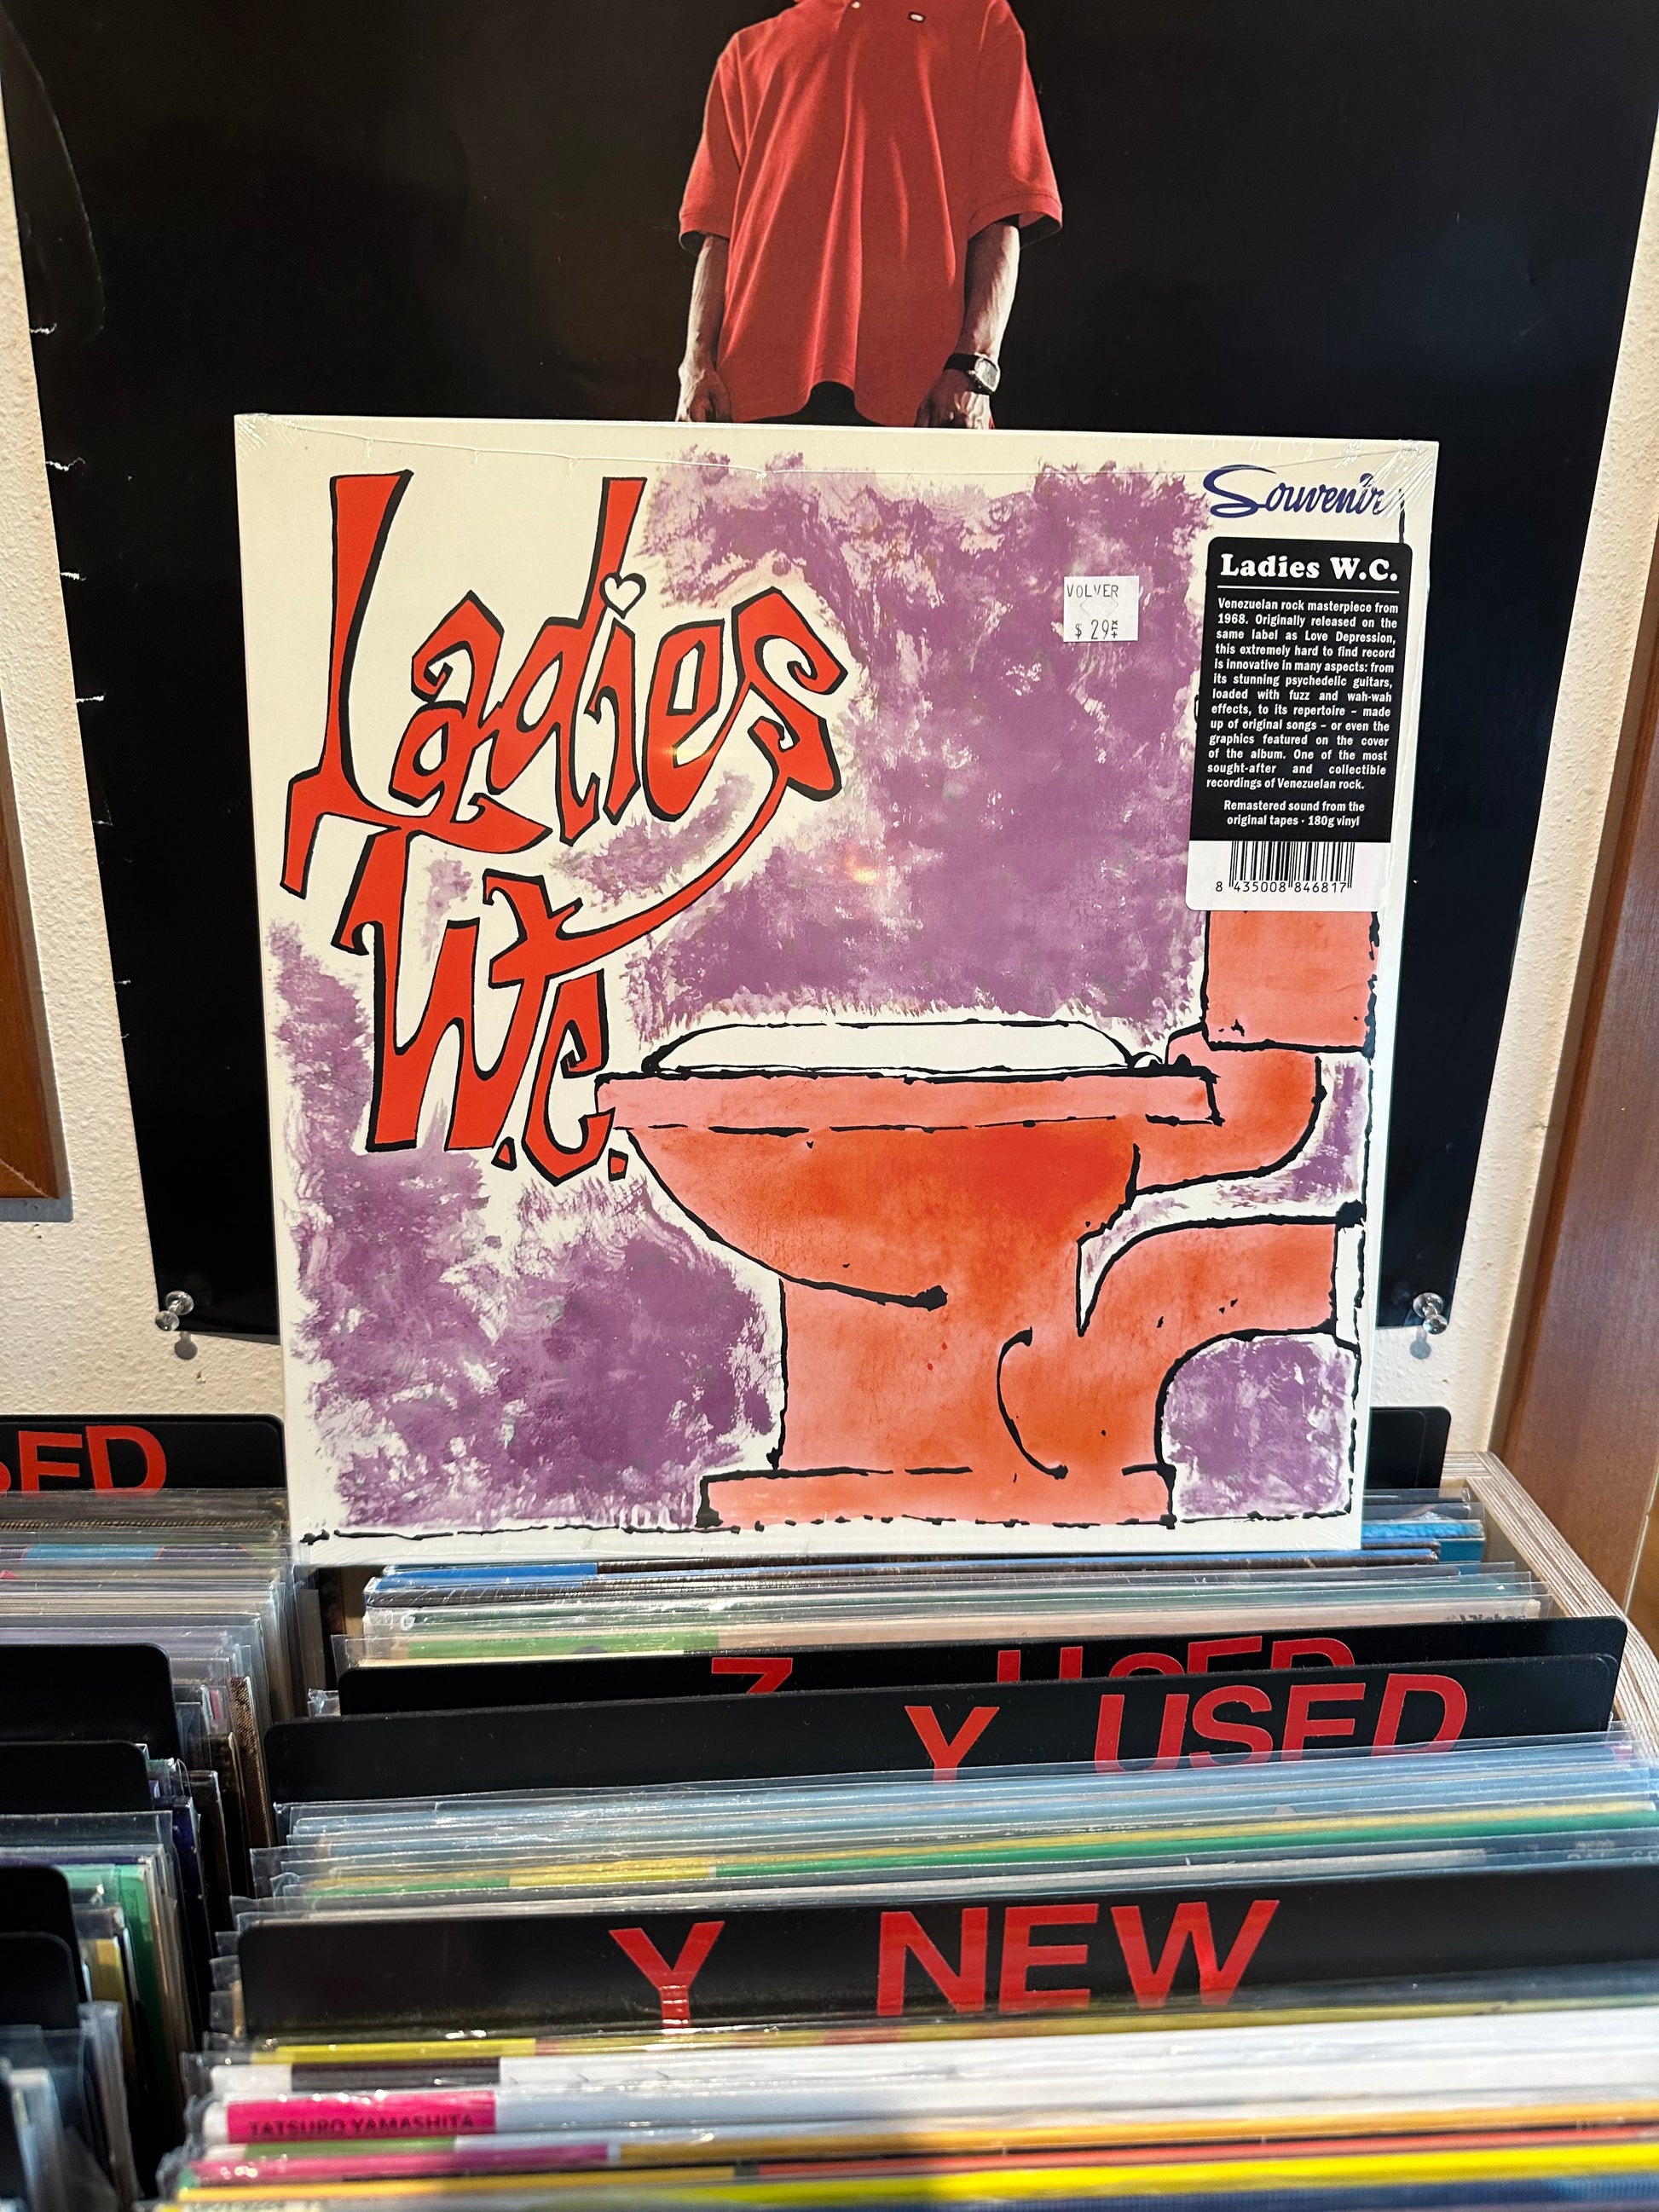 Ladies
W.C.
Souvenir
VOLVER
Ladies W.C.
Venezuelan rock masterpiece from
1968. Originally released on the
same label as Love Depression,
this extremely hard to find record
is innovative in many aspects: from
its stunning psychedelic guitars,
loaded with fuzz and wah-wah
effects, to its repertoire – made
up of original songs – or even the
graphics featured on the cover
of the album. One of the most
sought-after and collectible
recordings of Venezuelan rock.
Remastered sound from the
original tapes · 180g vinyl
8 435008 846817
Z USED
Y USED
Y NEW
TATSURO YAMASHITA